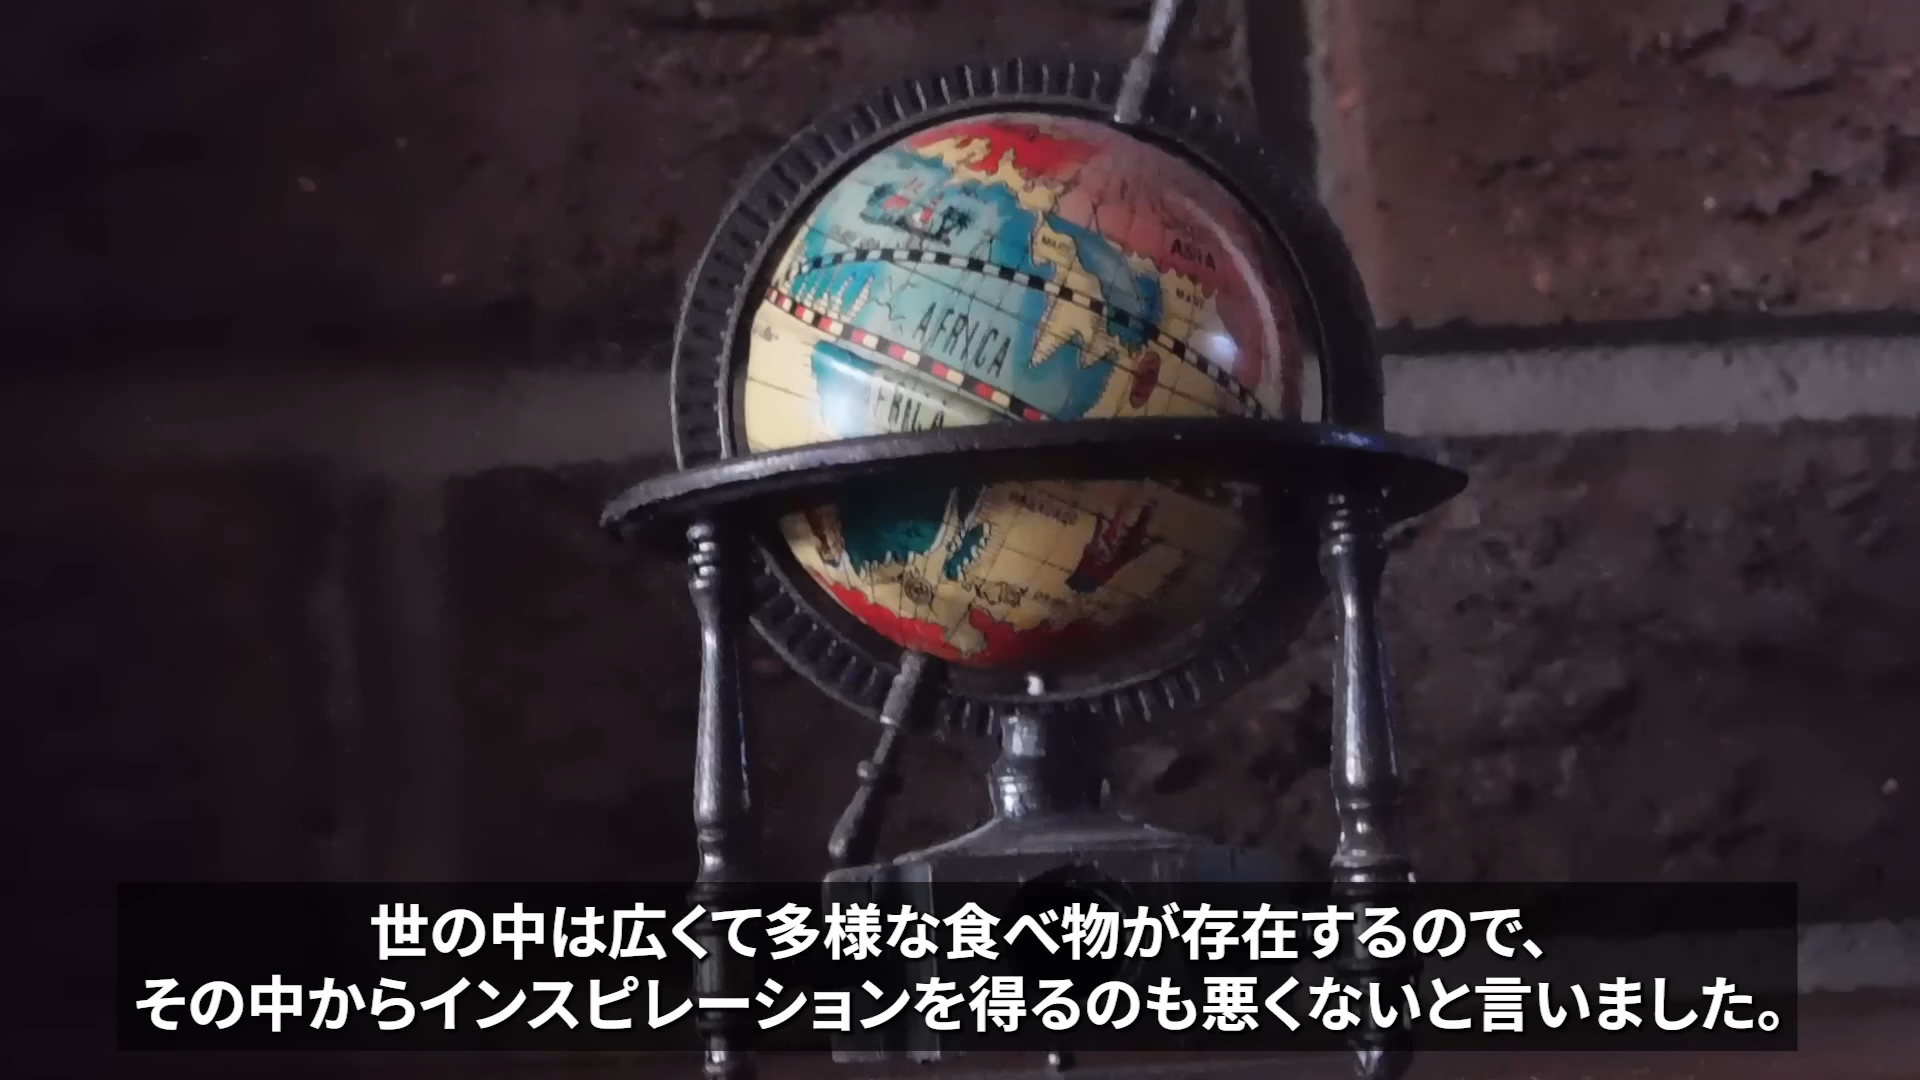 ASIA
AFRICA
世の中は広くて多様な食べ物が存在するので、
その中からインスピレーションを得るのも悪くないと言いました。